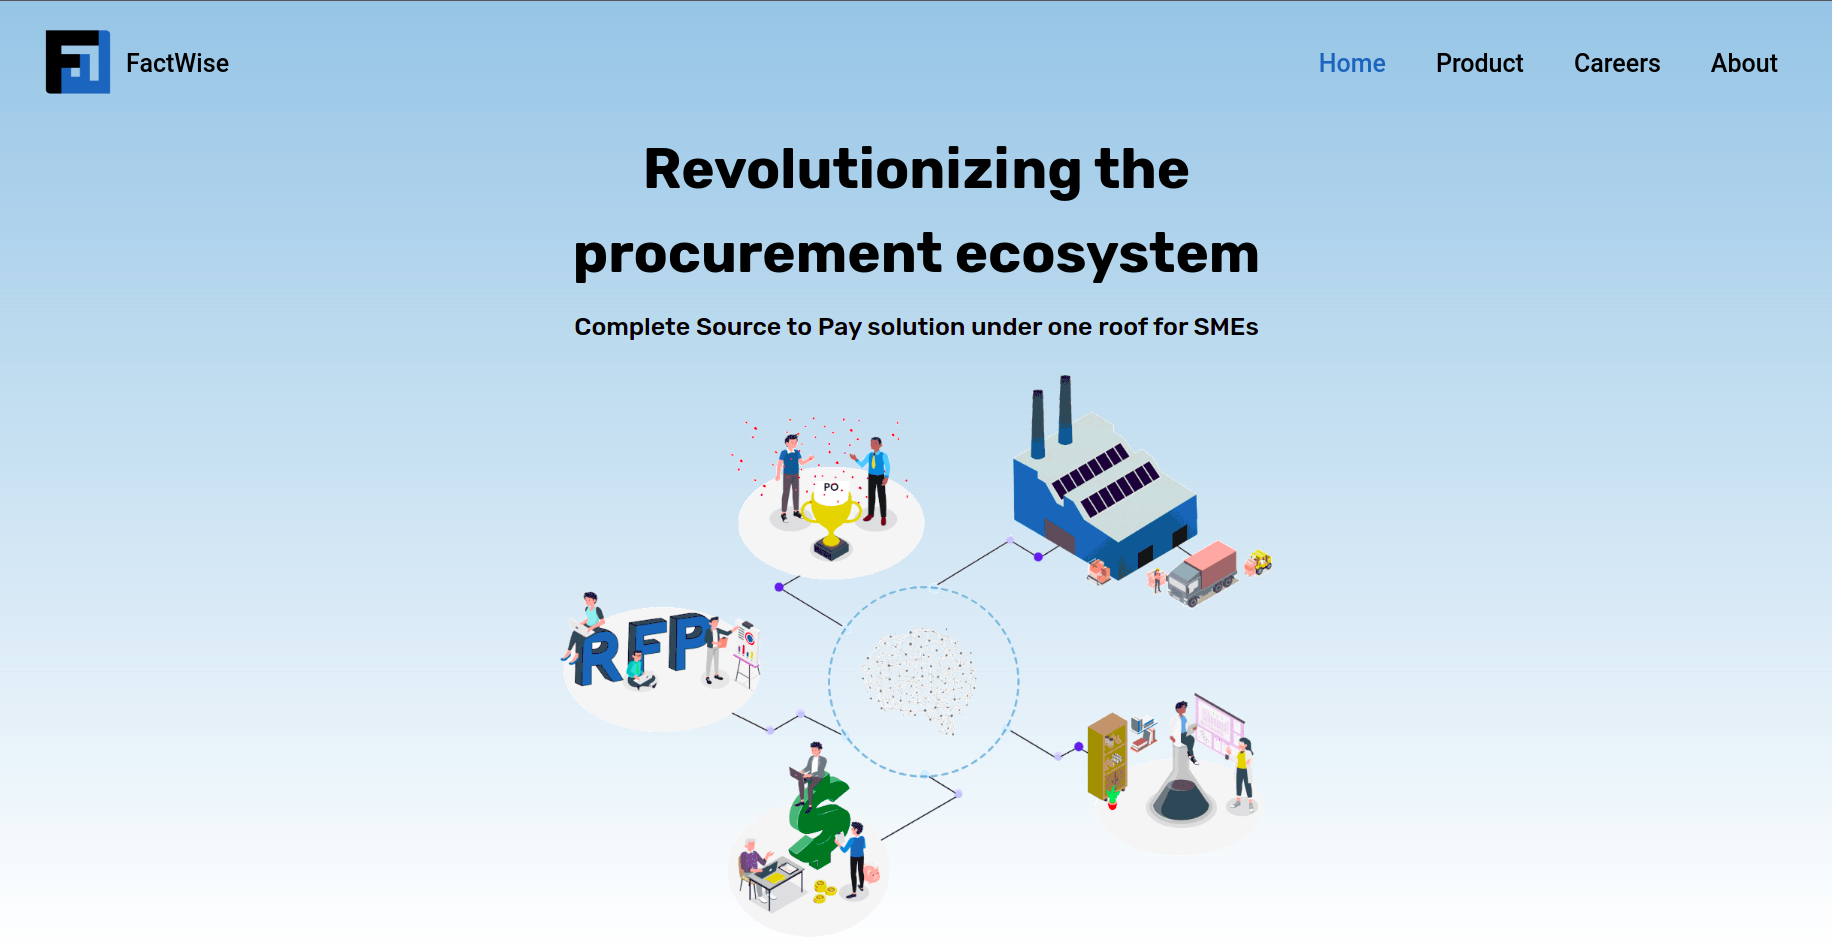 FactWise
Home Product Careers About
Revolutionizing the
procurement ecosystem
Complete Source to Pay solution under one roof for SMEs
PO
RFP
$